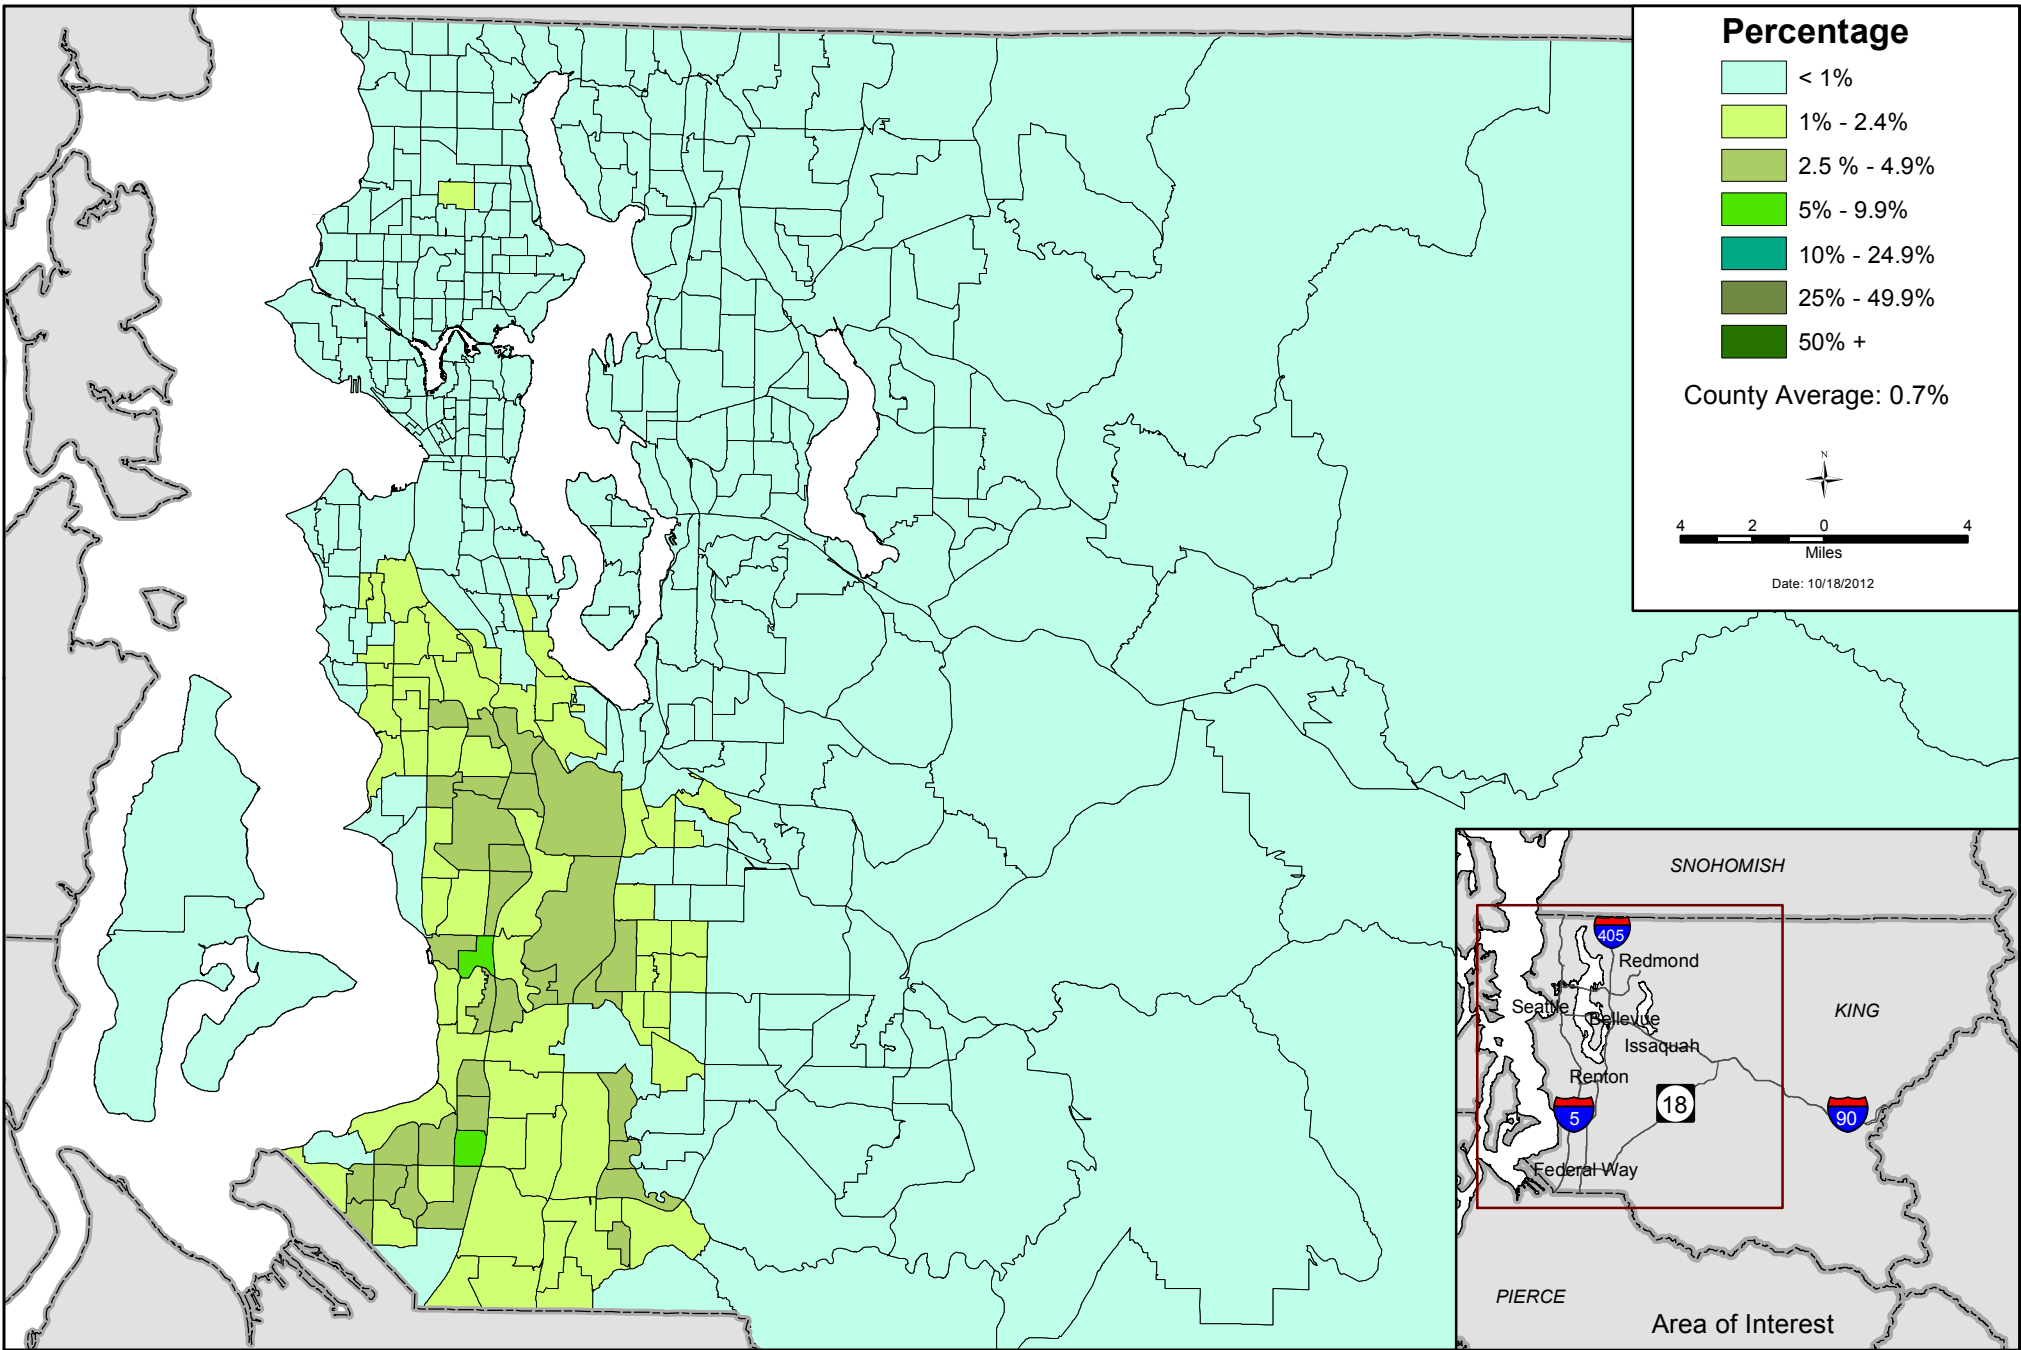 Percentage
< 1%
1% - 2.4%
2.5 % - 4.9%
5% - 9.9%
10% - 24.9%
25% - 49.9%
50% +
County Average: 0.7%
N
4 2 0 4
Miles
Date: 10/18/2012
SNOHOMISH
405
Redmond
Seattle
Bellevue
KING
Issaquah
Renton
18
5
90
Federal Way
PIERCE
Area of Interest